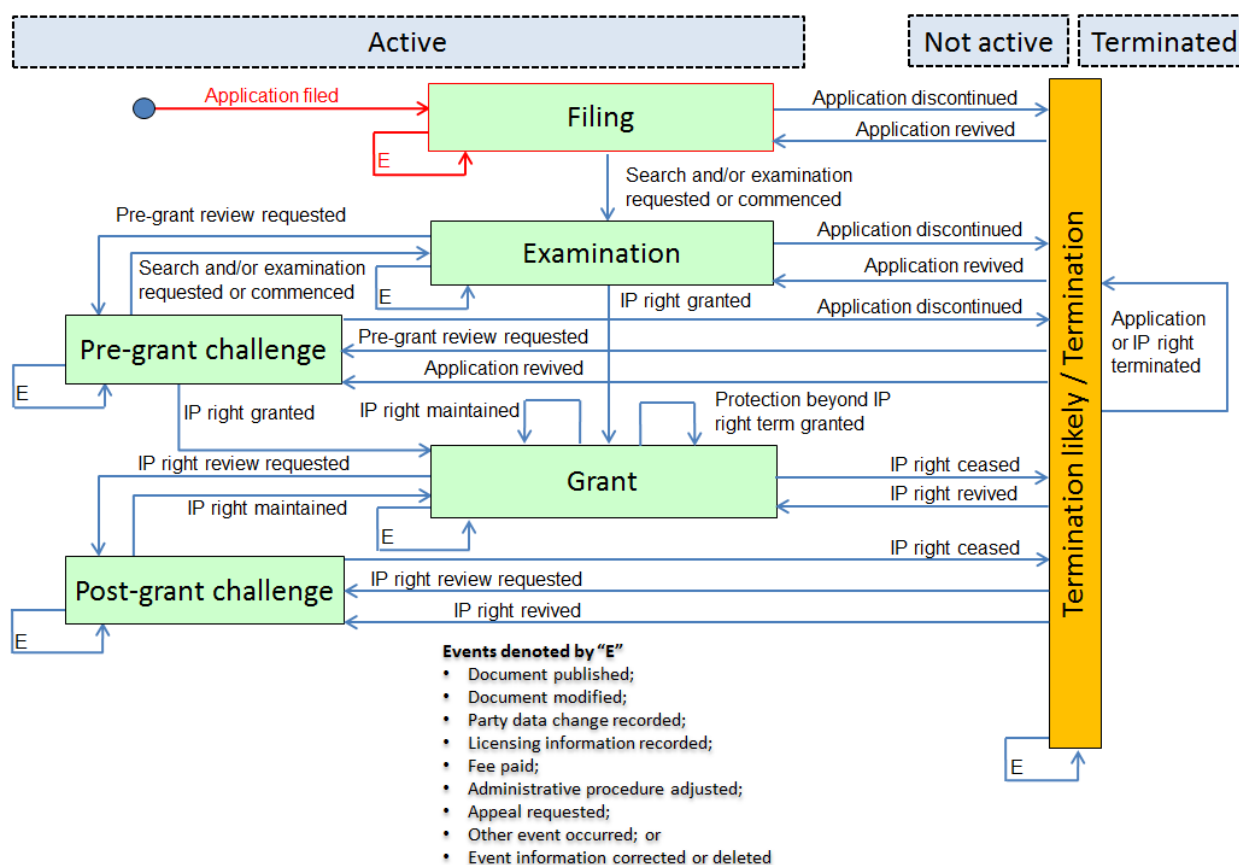 Active
Not active
Terminated
Application filed
Filing
Application discontinued
Application revived
E
Search and/or examination
requested or commenced
Pre-grant review requested
Examination
Application discontinued
Search and/or examination
requested or commenced
Application revived
E
IP right granted
Application discontinued
Pre-grant challenge
Pre-grant review requested
Application
or IP right
terminated
Application revived
E
IP right granted
IP right maintained
Protection beyond IP
right term granted
IP right review requested
Grant
IP right ceased
IP right maintained
IP right revived
E
IP right ceased
Post-grant challenge
IP right review requested
IP right revived
E
Termination likely / Termination
Events denoted by “E”
• Document published;
• Document modified;
• Party data change recorded;
• Licensing information recorded;
• Fee paid;
• Administrative procedure adjusted;
• Appeal requested;
• Other event occurred; or
• Event information corrected or deleted
E